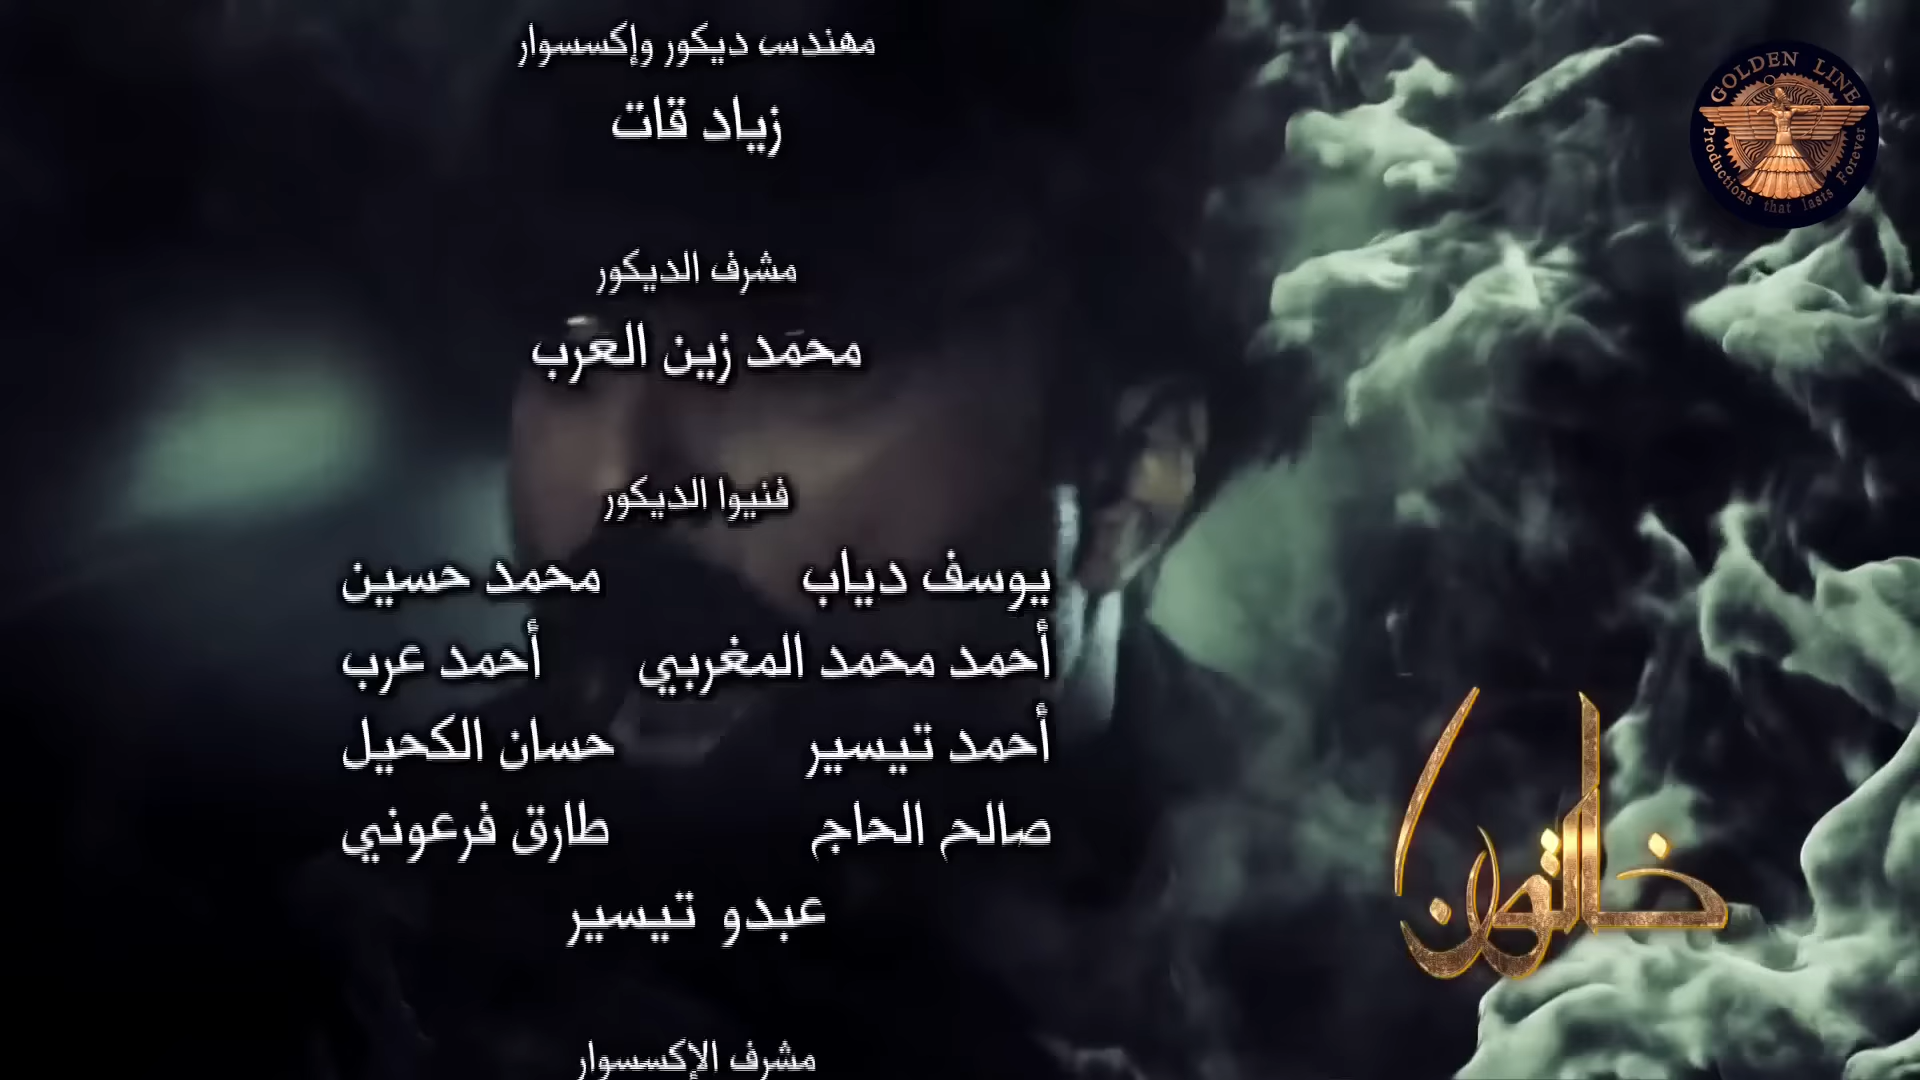 مهندس ديكور وإكسسوار
زياد قات
مشرف الديكور
محمّد زين العرب
فنيوا الديكور
يوسف دياب محمد حسين
أحمد محمد المغربي أحمد عرب
أحمد تيسير حسان الكحيل
صالح الحاج طارق فرعوني
عبدو تيسير
مشرف الإكسسوار
GOLDEN LINE
Productions that lasts Forever
خاتون